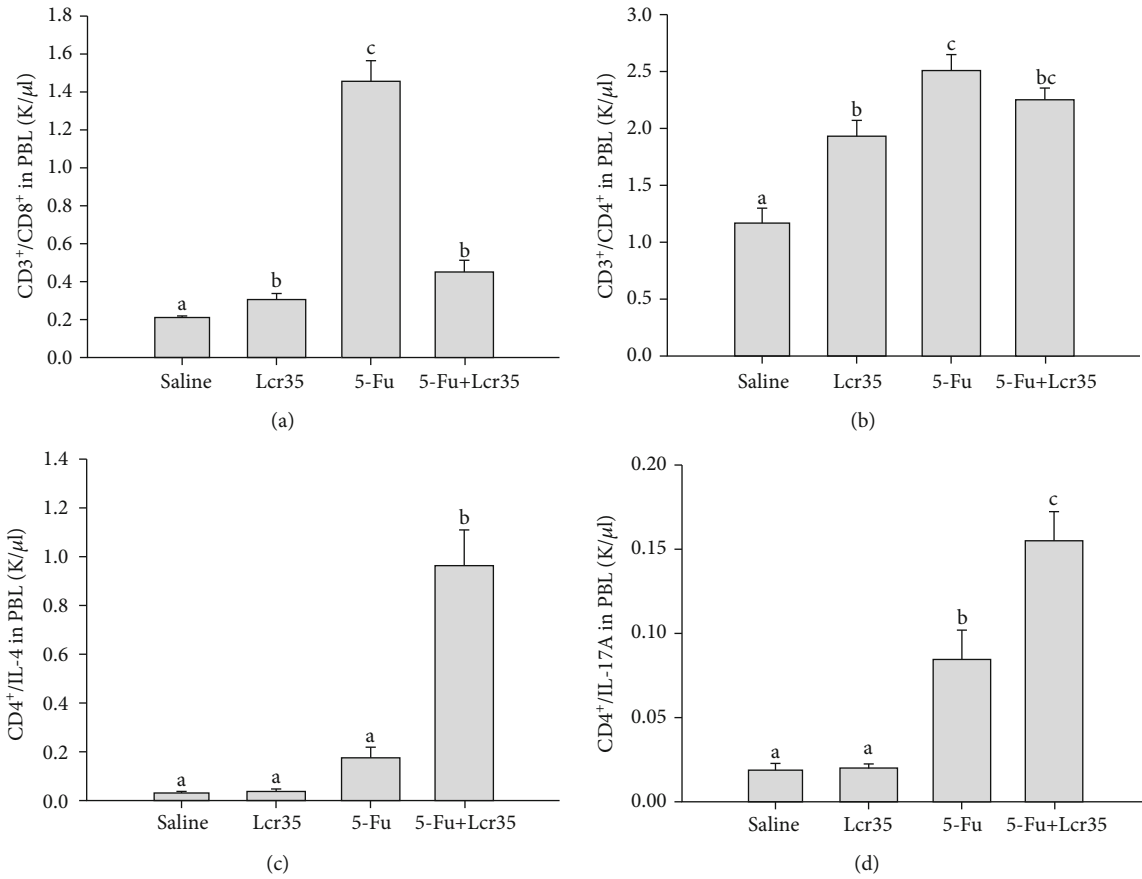 CD3⁺/CD8⁺ in PBL (K/μl)
1.8
1.6
1.4
1.2
1.0
0.8
0.6
0.4
0.2
0.0
a
b
c
b
Saline Lcr35 5-Fu 5-Fu+Lcr35
(a)
CD3⁺/CD4⁺ in PBL (K/μl)
3.0
2.5
2.0
1.5
1.0
0.5
0.0
a
b
c
bc
Saline Lcr35 5-Fu 5-Fu+Lcr35
(b)
CD4⁺/IL-4 in PBL (K/μl)
1.4
1.2
1.0
0.8
0.6
0.4
0.2
0.0
a
a
a
b
Saline Lcr35 5-Fu 5-Fu+Lcr35
(c)
CD4⁺/IL-17A in PBL (K/μl)
0.20
0.15
0.10
0.05
0.00
a
a
b
c
Saline Lcr35 5-Fu 5-Fu+Lcr35
(d)